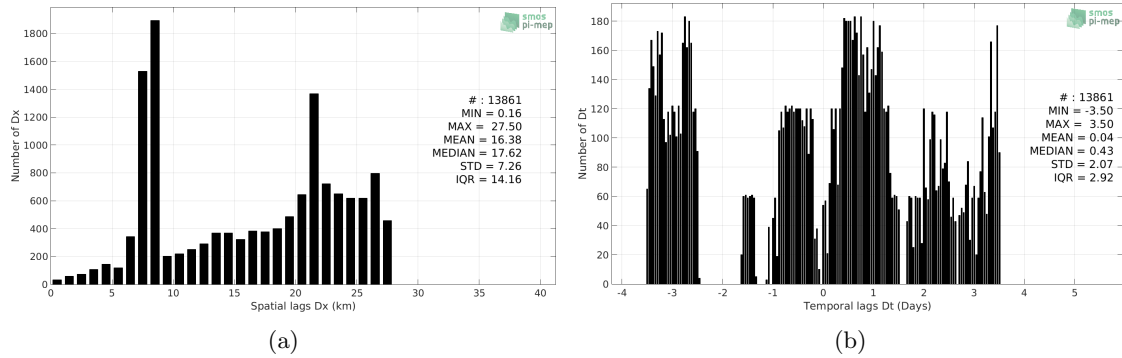 smos
pi-mep
1800
1600
1400
1200
1000
800
600
400
200
0
Number of Dx
# : 13861
MIN = 0.16
MAX = 27.50
MEAN = 16.38
MEDIAN = 17.62
STD = 7.26
IQR = 14.16
0 5 10 15 20 25 30 35 40
Spatial lags Dx (km)
(a)
smos
pi-mep
180
160
140
120
100
80
60
40
20
0
Number of Dt
# : 13861
MIN = -3.50
MAX = 3.50
MEAN = 0.04
MEDIAN = 0.43
STD = 2.07
IQR = 2.92
-4 -3 -2 -1 0 1 2 3 4 5
Temporal lags Dt (Days)
(b)